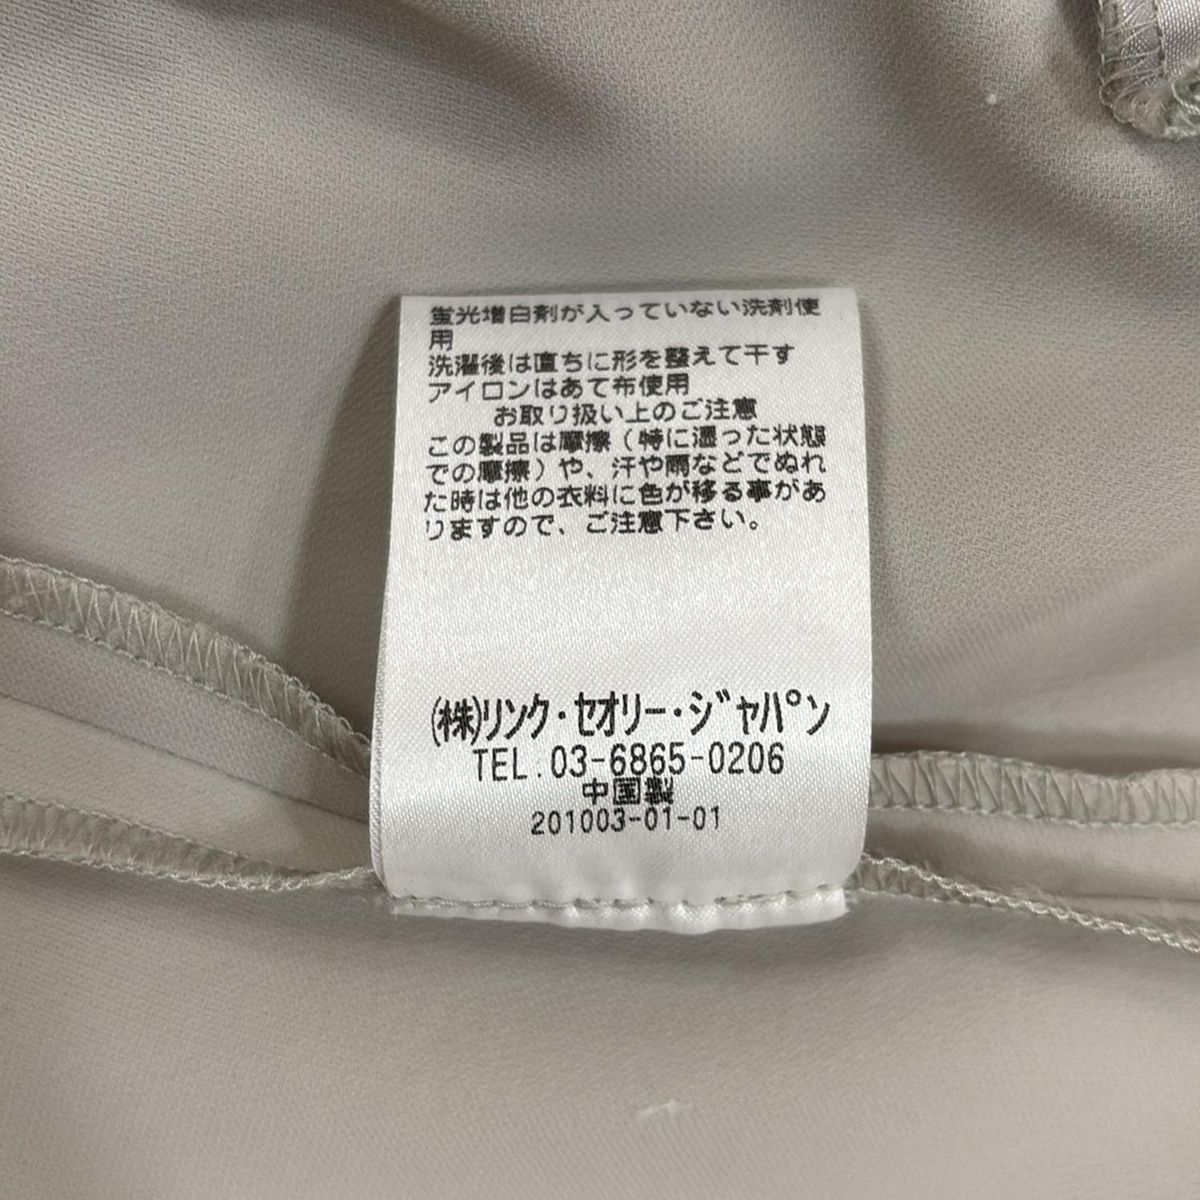 蛍光増白剤が入っていない洗剤使
用
洗濯後は直ちに形を整えて干す
アイロンはあて布使用
お取り扱い上のご注意
この製品は摩擦（特に湿った状態
での摩擦）や、汗や雨などでぬれ
た時は他の衣料に色が移る事があ
りますので、ご注意下さい。
(株)リンク・セオリー・ジャパン
TEL.03-6865-0206
中国製
201003-01-01